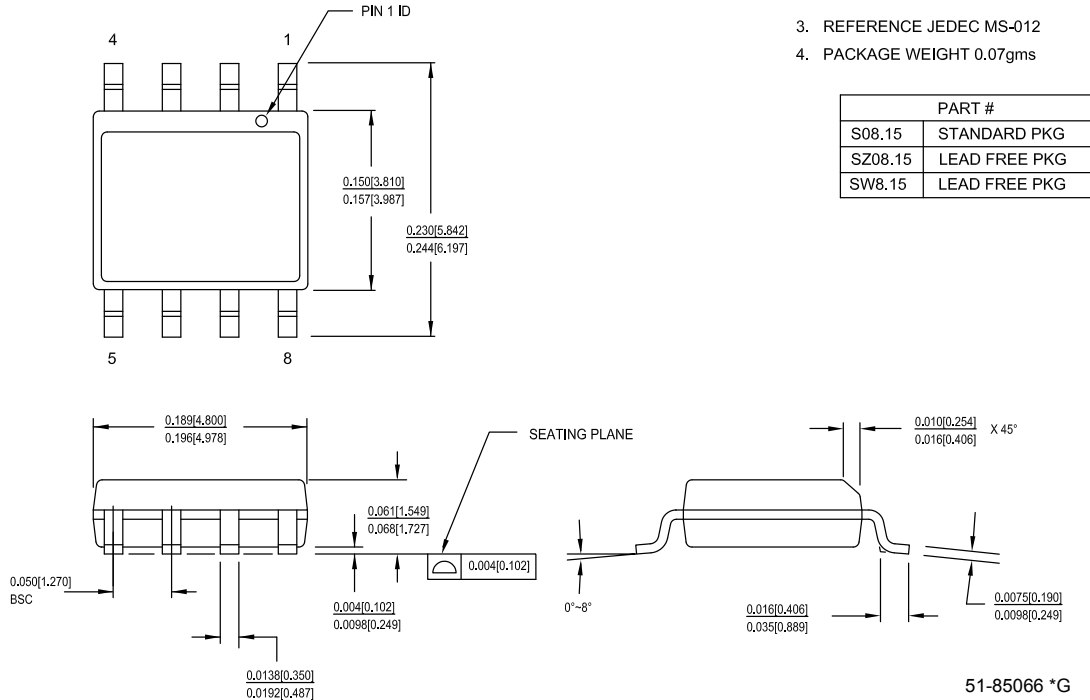 PIN 1 ID
4
1
0.150[3.810]
0.157[3.987]
0.230[5.842]
0.244[6.197]
5
8
3. REFERENCE JEDEC MS-012
4. PACKAGE WEIGHT 0.07gms
PART #
S08.15 STANDARD PKG
SZ08.15 LEAD FREE PKG
SW8.15 LEAD FREE PKG
0.189[4.800]
0.196[4.978]
SEATING PLANE
0.010[0.254]
0.016[0.406]
X 45°
0.061[1.549]
0.068[1.727]
0.004[0.102]
0.050[1.270]
BSC
0.004[0.102]
0.0098[0.249]
0°~8°
0.016[0.406]
0.035[0.889]
0.0075[0.190]
0.0098[0.249]
0.0138[0.350]
0.0192[0.487]
51-85066 *G